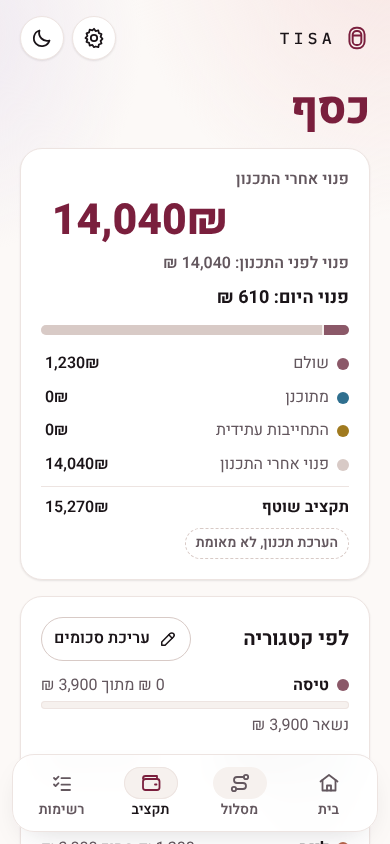 TISA
כסף
פנוי אחרי התכנון
₪14,040
פנוי לפני התכנון: 14,040 ₪
פנוי היום: 610 ₪
שולם ₪1,230
מתוכנן ₪0
התחייבות עתידית ₪0
פנוי אחרי התכנון ₪14,040
תקציב שוטף ₪15,270
הערכת תכנון, לא מאומת
לפי קטגוריה
עריכת סכומים
טיסה
0 ₪ מתוך 3,900 ₪
נשאר 3,900 ₪
בית
מסלול
תקציב
רשימות